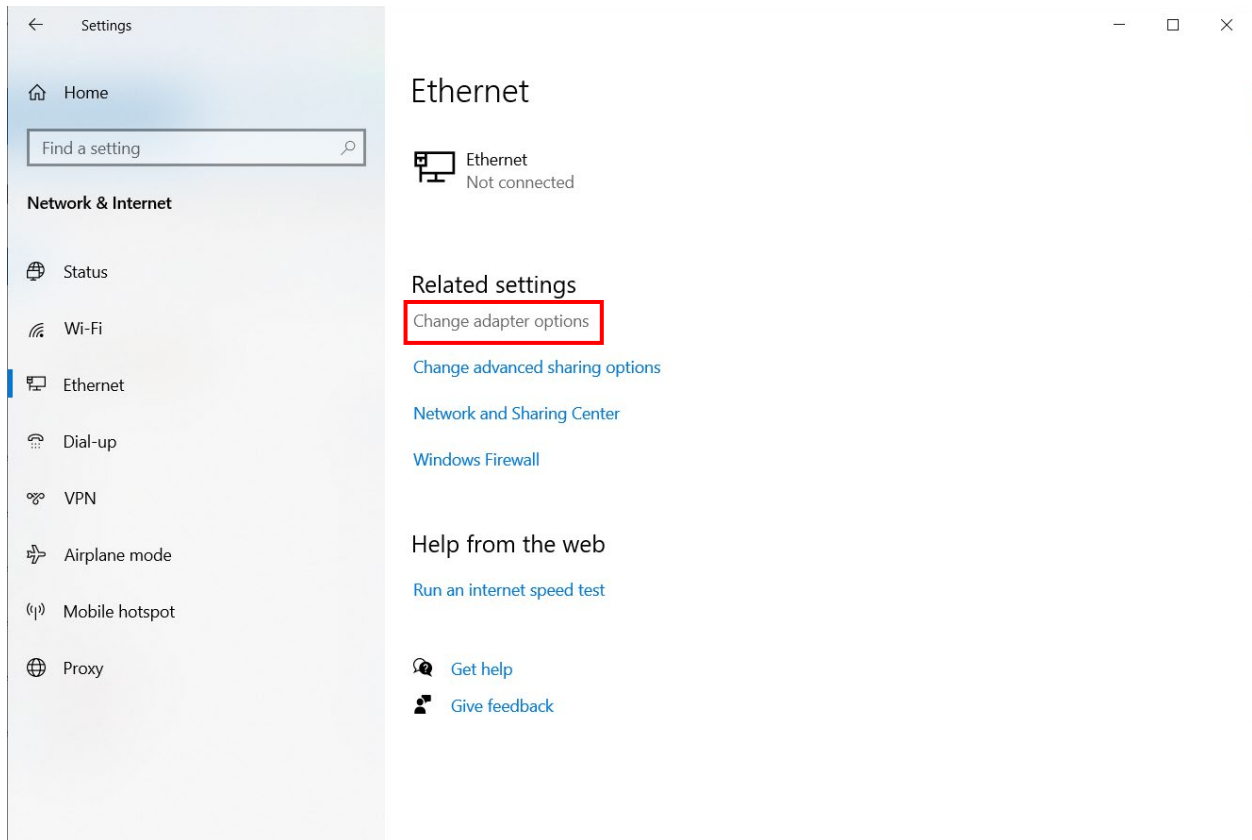 Settings
Home
Find a setting
Network & Internet
Status
Wi-Fi
Ethernet
Dial-up
VPN
Airplane mode
Mobile hotspot
Proxy
Ethernet
Ethernet
Not connected
Related settings
Change adapter options
Change advanced sharing options
Network and Sharing Center
Windows Firewall
Help from the web
Run an internet speed test
Get help
Give feedback